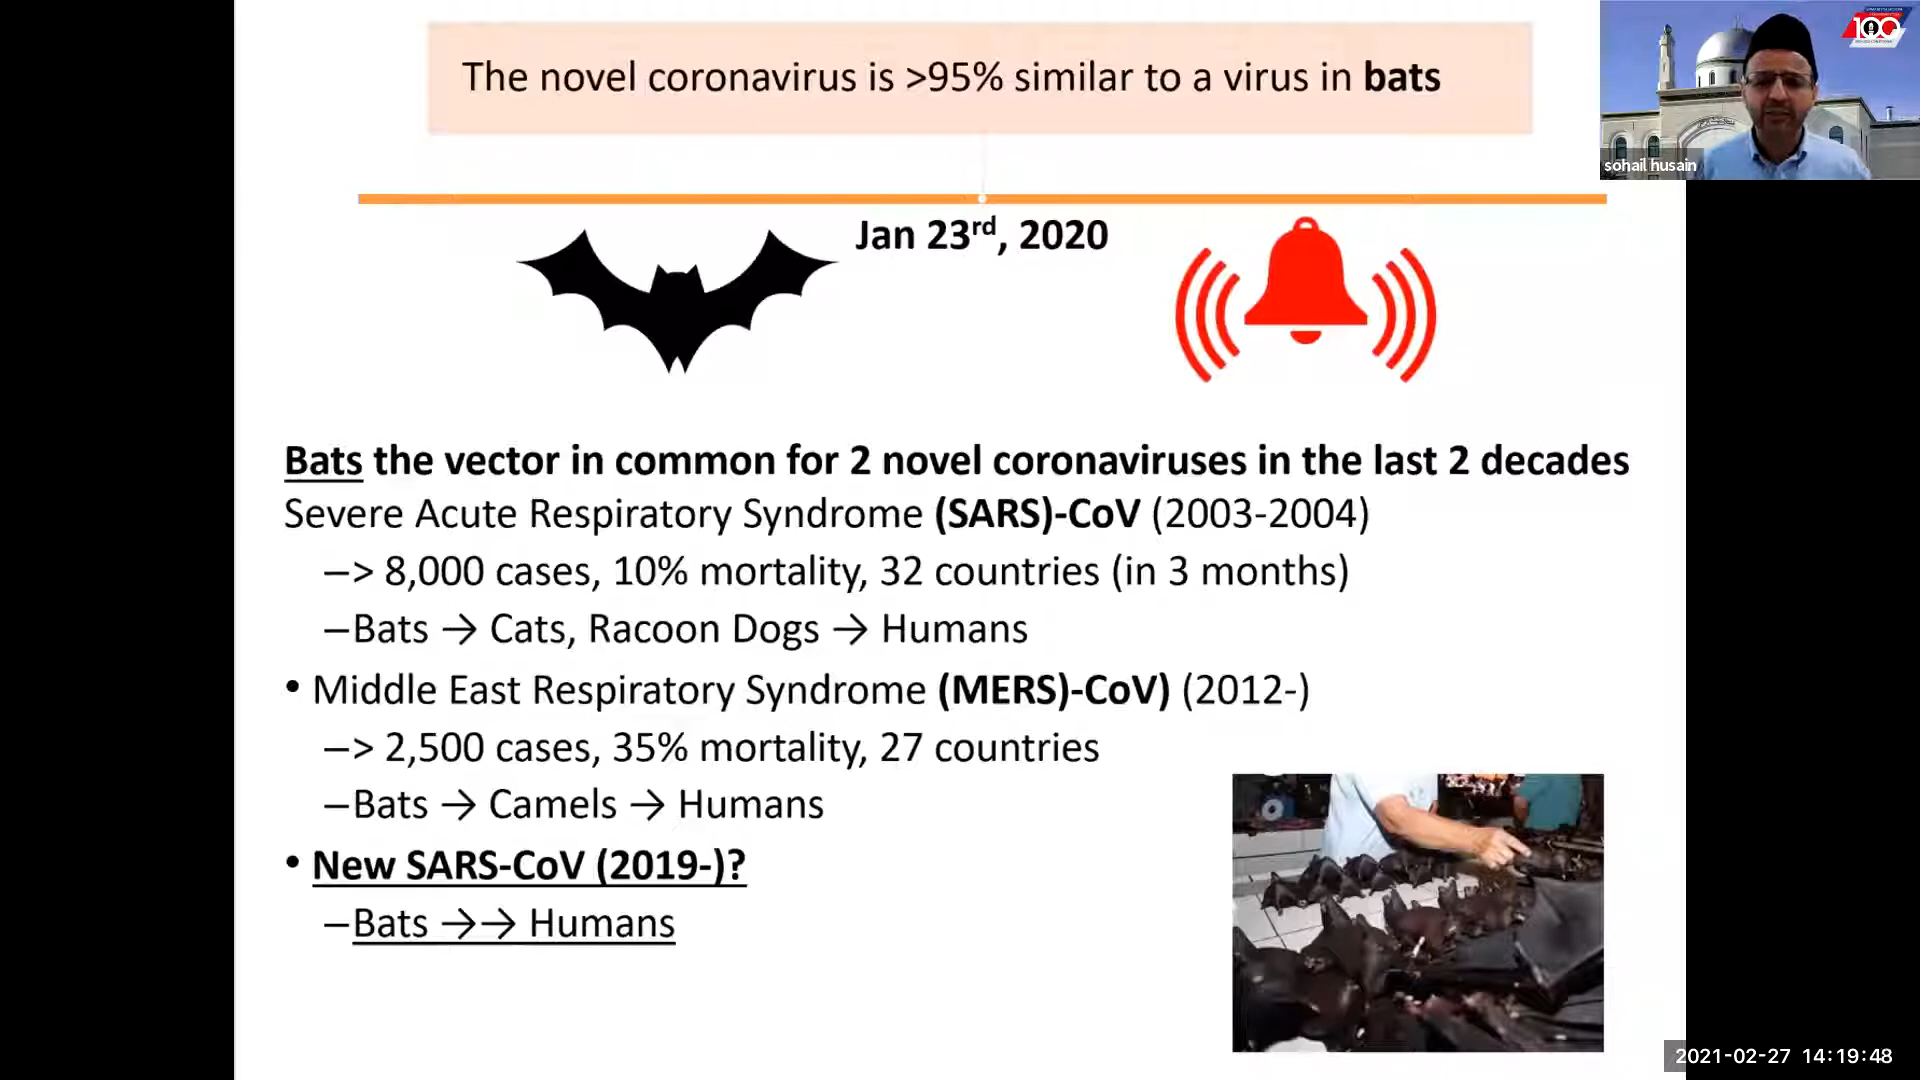 The novel coronavirus is >95% similar to a virus in bats
sohail husain
100
Jan 23rd, 2020
Bats the vector in common for 2 novel coronaviruses in the last 2 decades
Severe Acute Respiratory Syndrome (SARS)-CoV (2003-2004)
–> 8,000 cases, 10% mortality, 32 countries (in 3 months)
–Bats → Cats, Racoon Dogs → Humans
• Middle East Respiratory Syndrome (MERS)-CoV) (2012-)
–> 2,500 cases, 35% mortality, 27 countries
–Bats → Camels → Humans
• New SARS-CoV (2019-)?
–Bats →→ Humans
2021-02-27 14:19:48